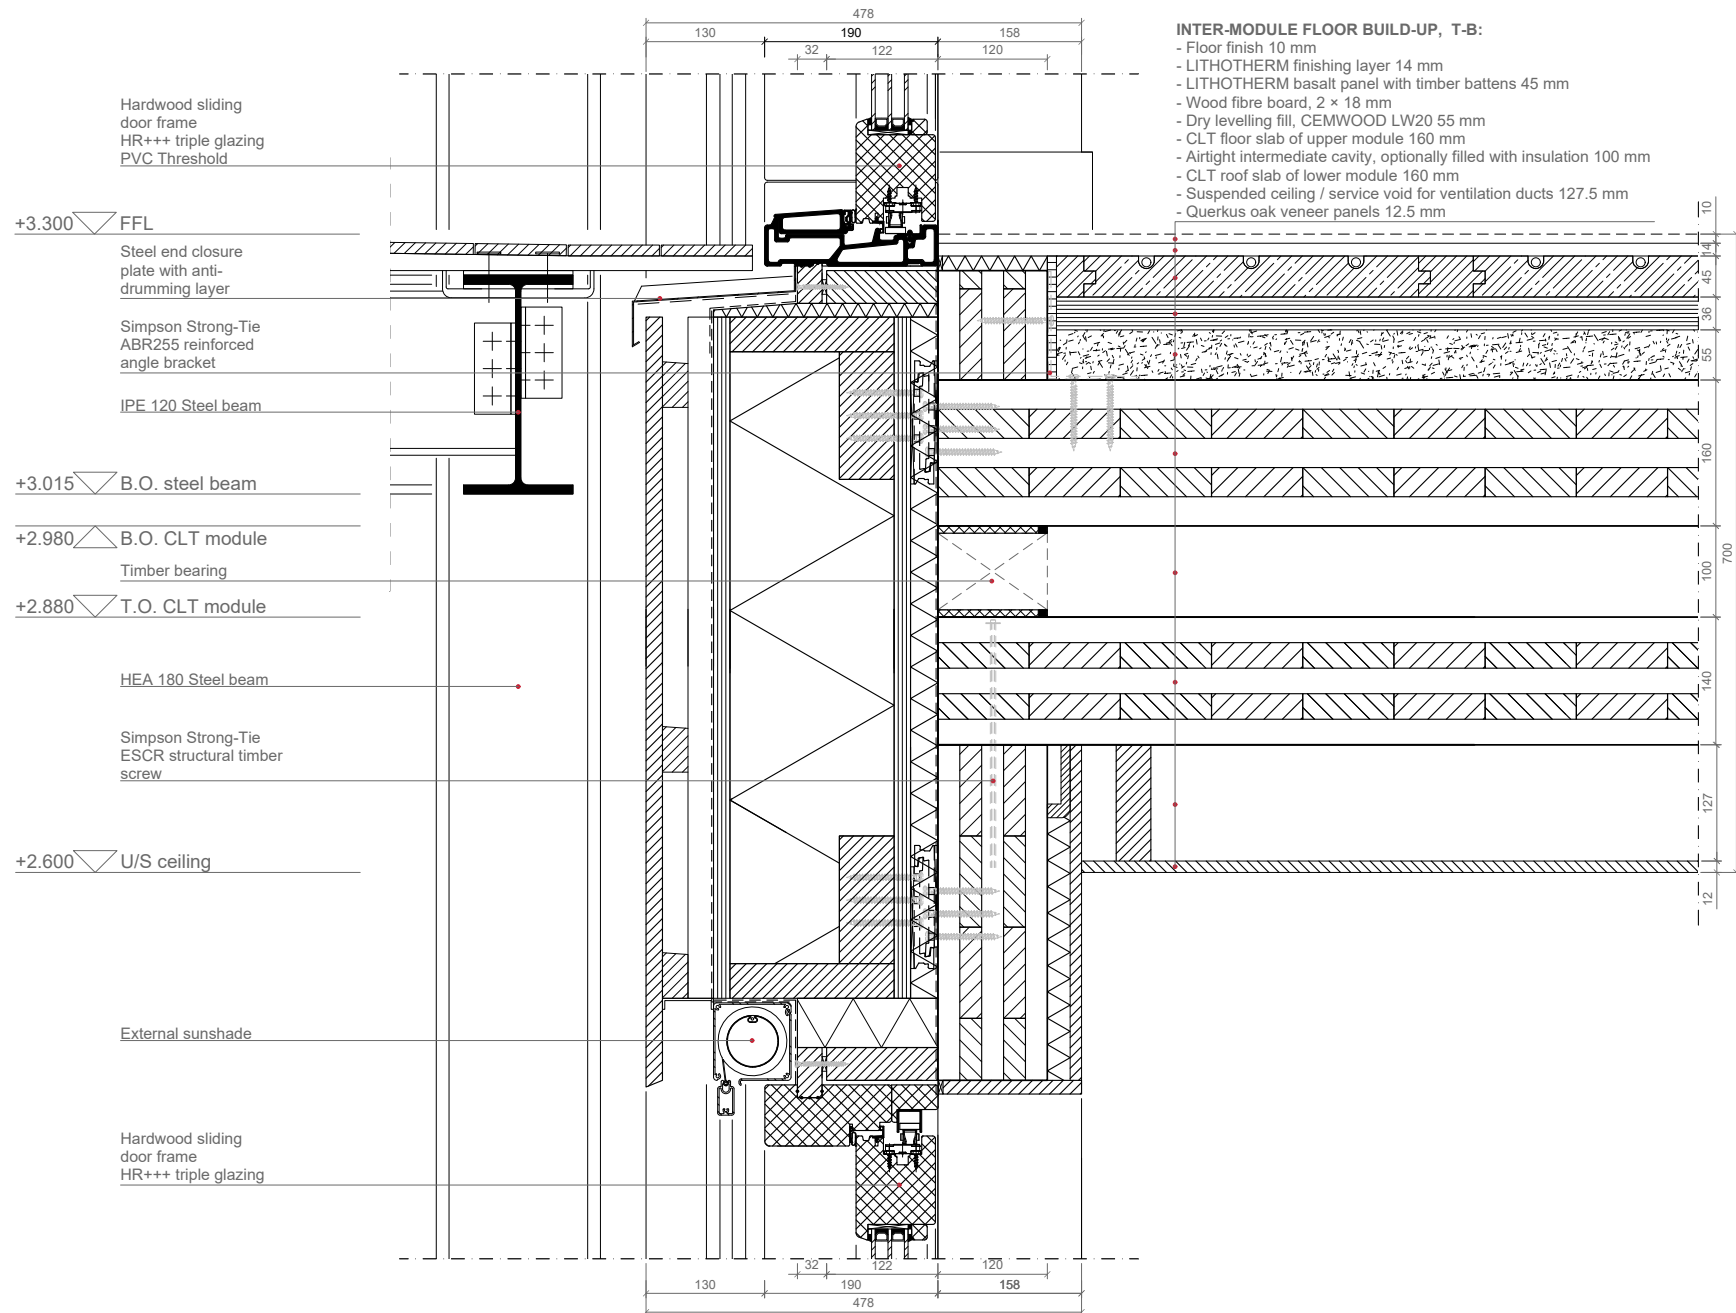 478
130
190
158
32
122
120
INTER-MODULE FLOOR BUILD-UP, T-B:
- Floor finish 10 mm
- LITHOTHERM finishing layer 14 mm
- LITHOTHERM basalt panel with timber battens 45 mm
- Wood fibre board, 2 × 18 mm
- Dry levelling fill, CEMWOOD LW20 55 mm
- CLT floor slab of upper module 160 mm
- Airtight intermediate cavity, optionally filled with insulation 100 mm
- CLT roof slab of lower module 160 mm
- Suspended ceiling / service void for ventilation ducts 127.5 mm
- Querkus oak veneer panels 12.5 mm
Hardwood sliding
door frame
HR+++ triple glazing
PVC Threshold
+3.300 FFL
Steel end closure
plate with anti-
drumming layer
Simpson Strong-Tie
ABR255 reinforced
angle bracket
IPE 120 Steel beam
+3.015 B.O. steel beam
+2.980 B.O. CLT module
Timber bearing
+2.880 T.O. CLT module
HEA 180 Steel beam
Simpson Strong-Tie
ESCR structural timber
screw
+2.600 U/S ceiling
External sunshade
Hardwood sliding
door frame
HR+++ triple glazing
10
14
45
36
55
160
100
700
140
127
12
32
122
120
130
190
158
478